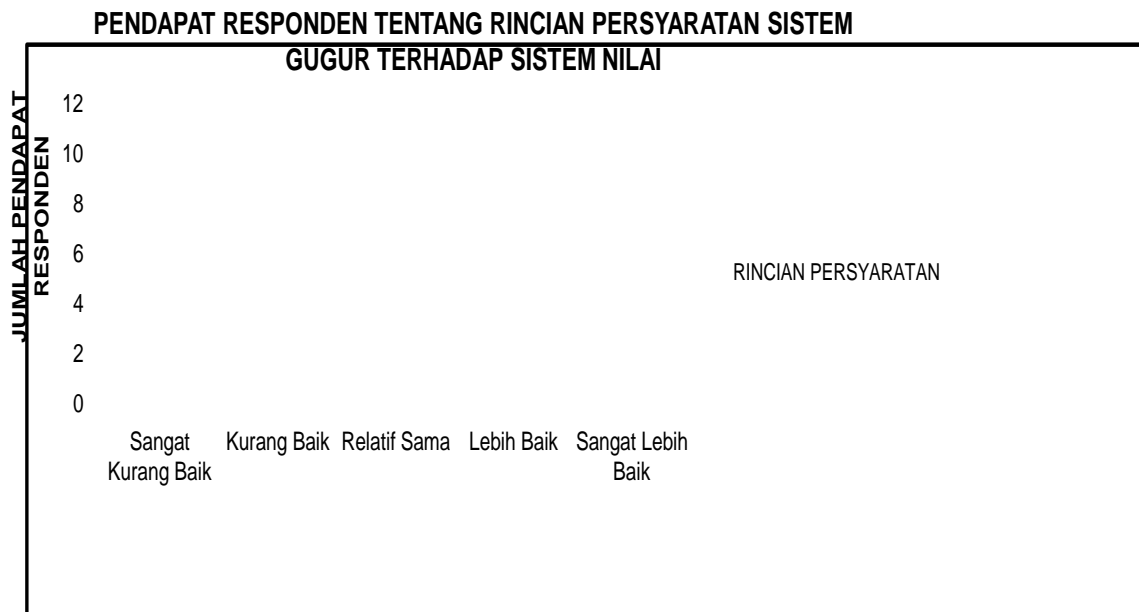 PENDAPAT RESPONDEN TENTANG RINCIAN PERSYARATAN SISTEM
GUGUR TERHADAP SISTEM NILAI
JUMLAH PENDAPAT
RESPONDEN
12
10
8
6
4
2
0
Sangat
Kurang Baik
Kurang Baik
Relatif Sama
Lebih Baik
Sangat Lebih
Baik
RINCIAN PERSYARATAN